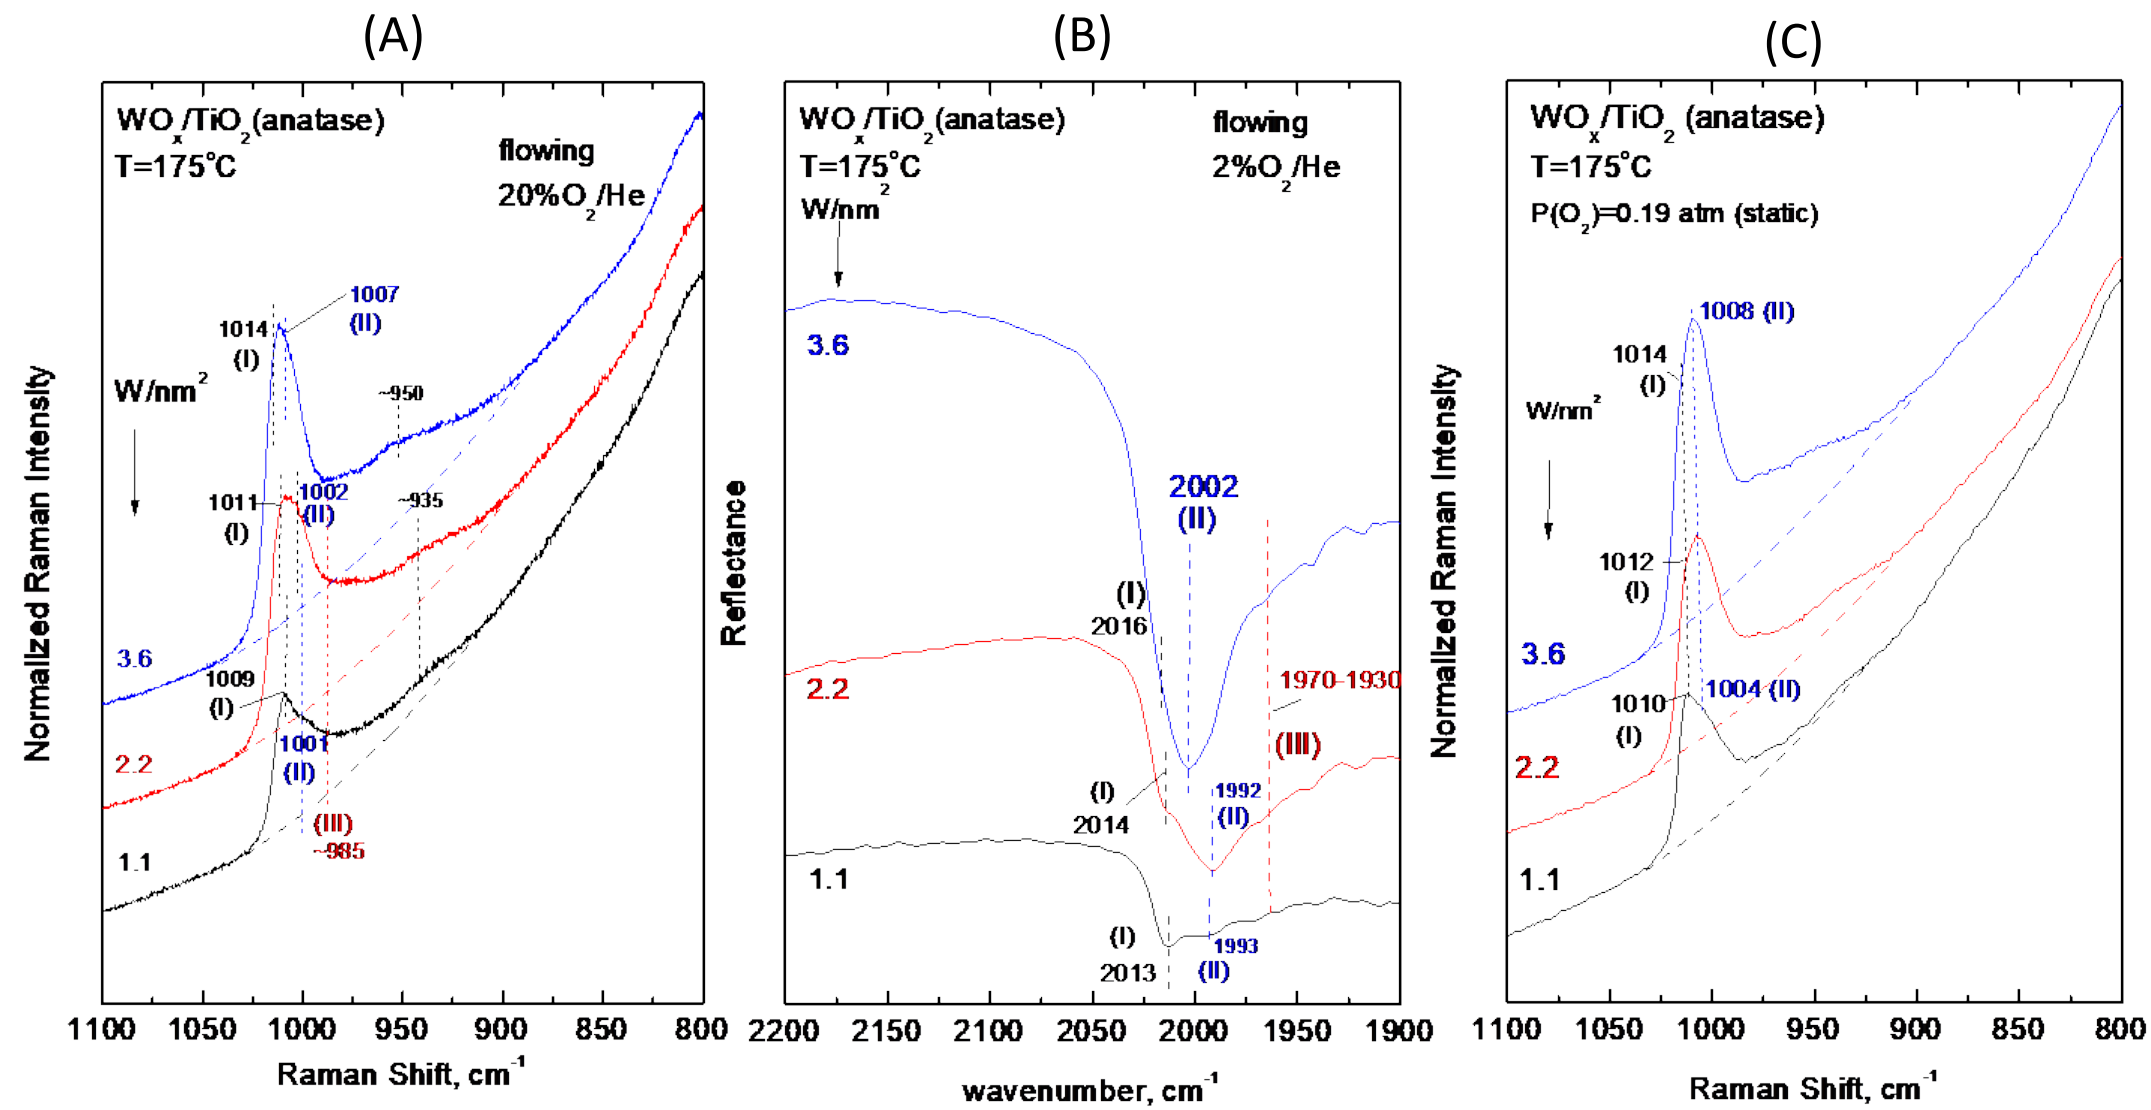 (A)
WOx/TiO2(anatase)
T=175°C
flowing
20%O2/He
1007
(II)
1014
(I)
~950
W/nm2
1011
(I)
1002
(II)
~935
3.6
1009
(I)
1001
(II)
2.2
(III)
~985
1.1
Normalized Raman Intensity
1100 1050 1000 950 900 850 800
Raman Shift, cm-1
(B)
WOx/TiO2(anatase)
T=175°C
W/nm2
flowing
2%O2/He
3.6
2002
(II)
(I)
2016
2.2
1970-1930
(III)
(I)
2014
1992
(II)
1.1
(I)
2013
1993
(II)
Reflectance
2200 2150 2100 2050 2000 1950 1900
wavenumber, cm-1
(C)
WOx/TiO2 (anatase)
T=175°C
P(O2)=0.19 atm (static)
1008 (II)
1014
(I)
W/nm2
1012
(I)
3.6
1004 (II)
1010
(I)
2.2
1.1
Normalized Raman Intensity
1100 1050 1000 950 900 850 800
Raman Shift, cm-1